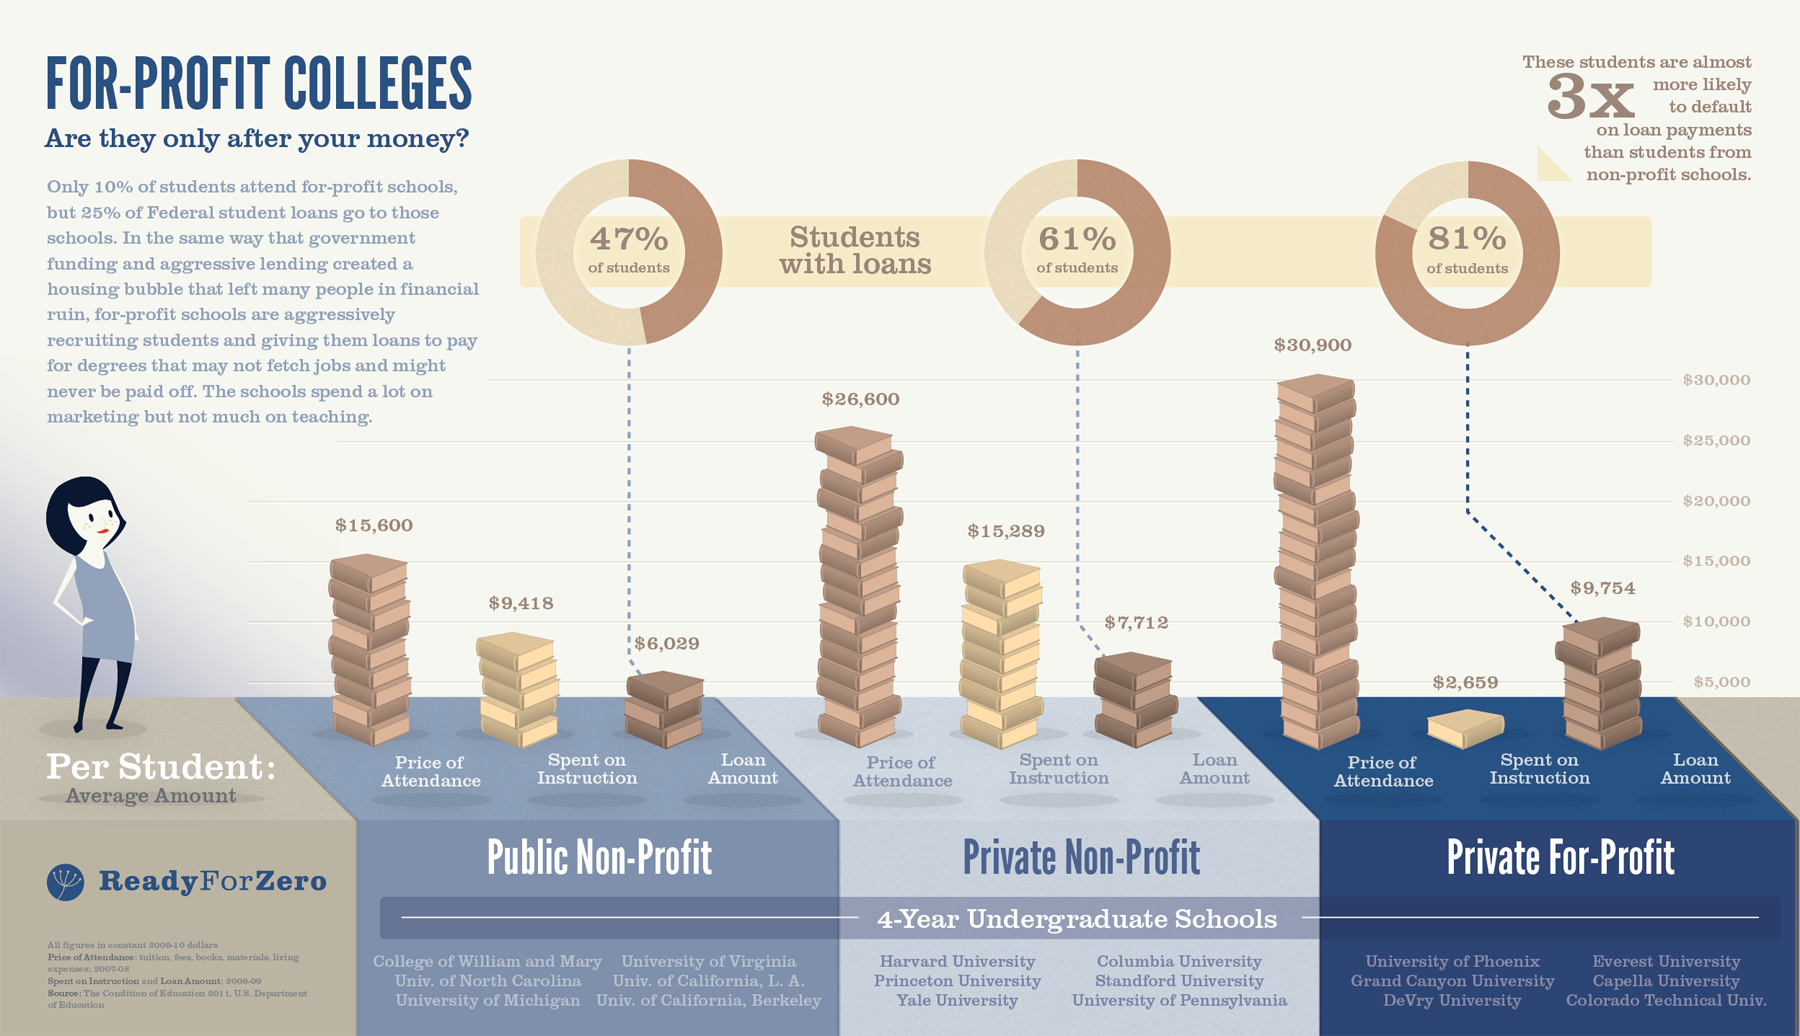 FOR-PROFIT COLLEGES
Are they only after your money?
Only 10% of students attend for-profit schools,
but 25% of Federal student loans go to those
schools. In the same way that government
funding and aggressive lending created a
housing bubble that left many people in financial
ruin, for-profit schools are aggressively
recruiting students and giving them loans to pay
for degrees that may not fetch jobs and might
never be paid off. The schools spend a lot on
marketing but not much on teaching.
These students are almost
3x more likely
to default
on loan payments
than students from
non-profit schools.
47%
of students
Students
with loans
61%
of students
81%
of students
$30,000
$25,000
$20,000
$15,000
$10,000
$5,000
$15,600
$9,418
$6,029
$26,600
$15,289
$7,712
$30,900
$2,659
$9,754
Per Student:
Average Amount
Price of
Attendance
Spent on
Instruction
Loan
Amount
Price of
Attendance
Spent on
Instruction
Loan
Amount
Price of
Attendance
Spent on
Instruction
Loan
Amount
Public Non-Profit
Private Non-Profit
Private For-Profit
4-Year Undergraduate Schools
College of William and Mary
Univ. of North Carolina
University of Michigan
University of Virginia
Univ. of California, L. A.
Univ. of California, Berkeley
Harvard University
Princeton University
Yale University
Columbia University
Standford University
University of Pennsylvania
University of Phoenix
Grand Canyon University
DeVry University
Everest University
Capella University
Colorado Technical Univ.
ReadyForZero
All figures in constant 2009-10 dollars
Price of Attendance: tuition, fees, books, materials, living
expenses; 2007-08
Spent on Instruction and Loan Amount; 2008-09
Source: The Condition of Education 2011, U.S. Department
of Education